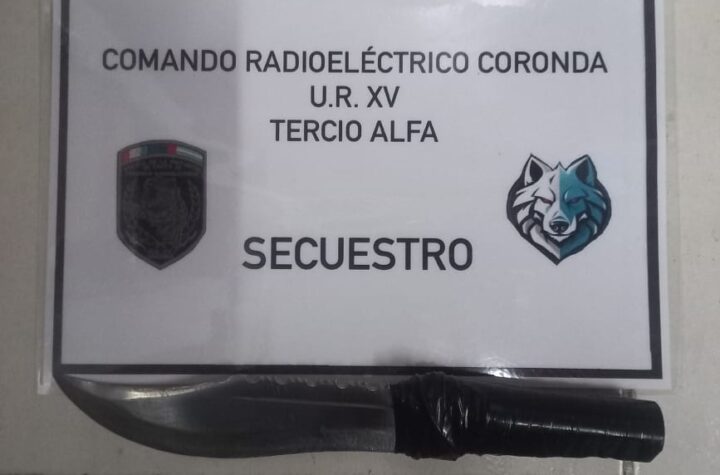 COMANDO RADIOELÉCTRICO CORONDA
U.R. XV
TERCIO ALFA
SECUESTRO